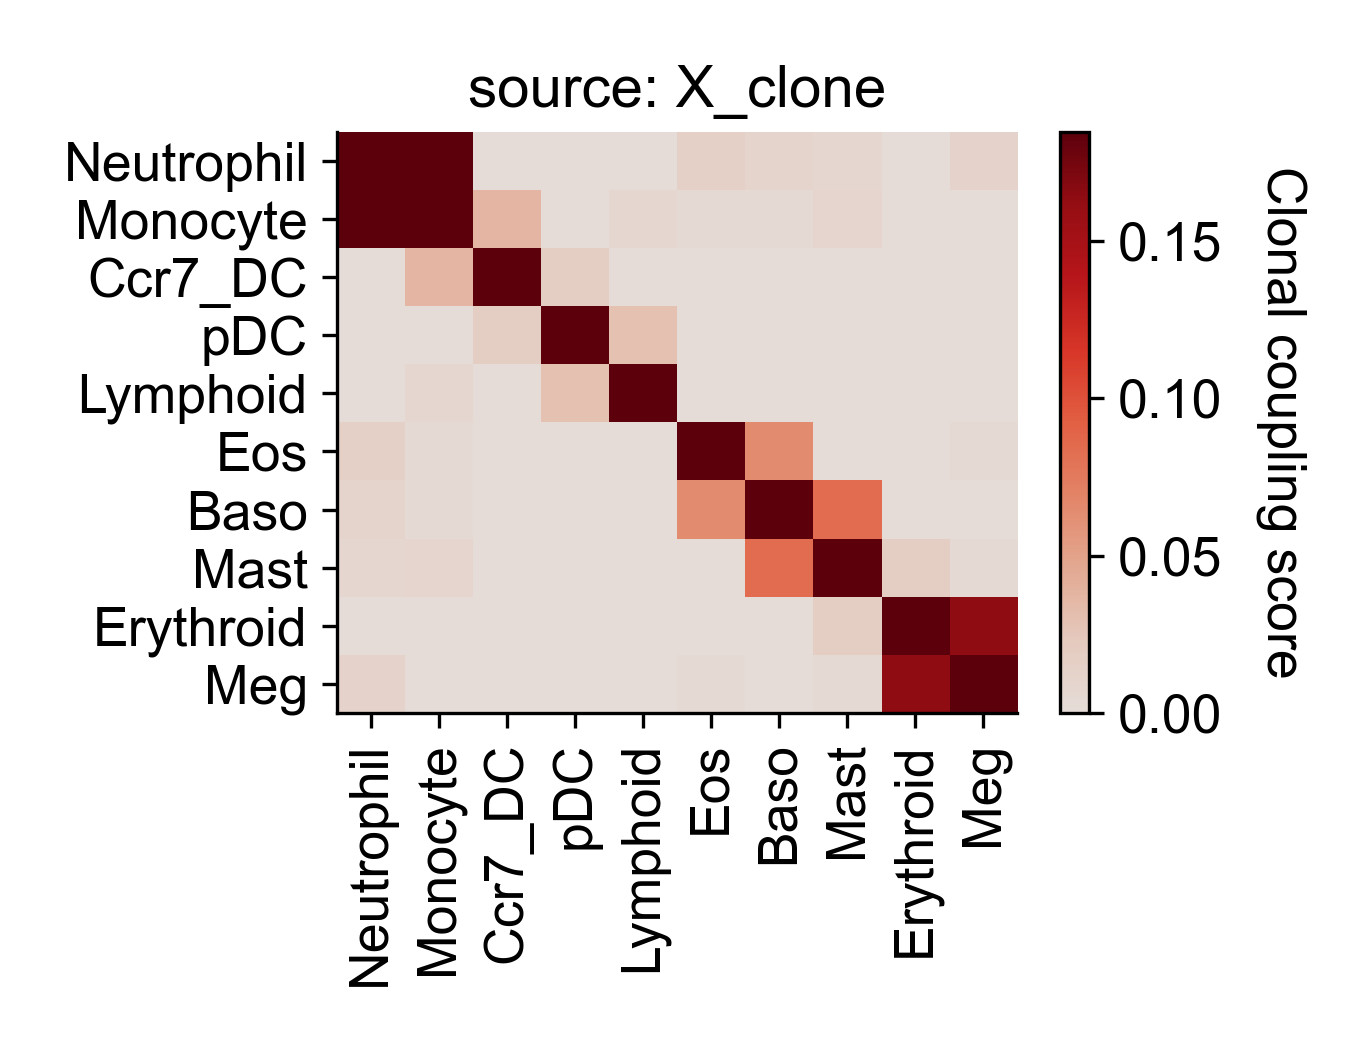 source: X_clone
Neutrophil
Monocyte
Ccr7_DC
pDC
Lymphoid
Eos
Baso
Mast
Erythroid
Meg
Neutrophil
Monocyte
Ccr7_DC
pDC
Lymphoid
Eos
Baso
Mast
Erythroid
Meg
0.15
0.10
0.05
0.00
Clonal coupling score